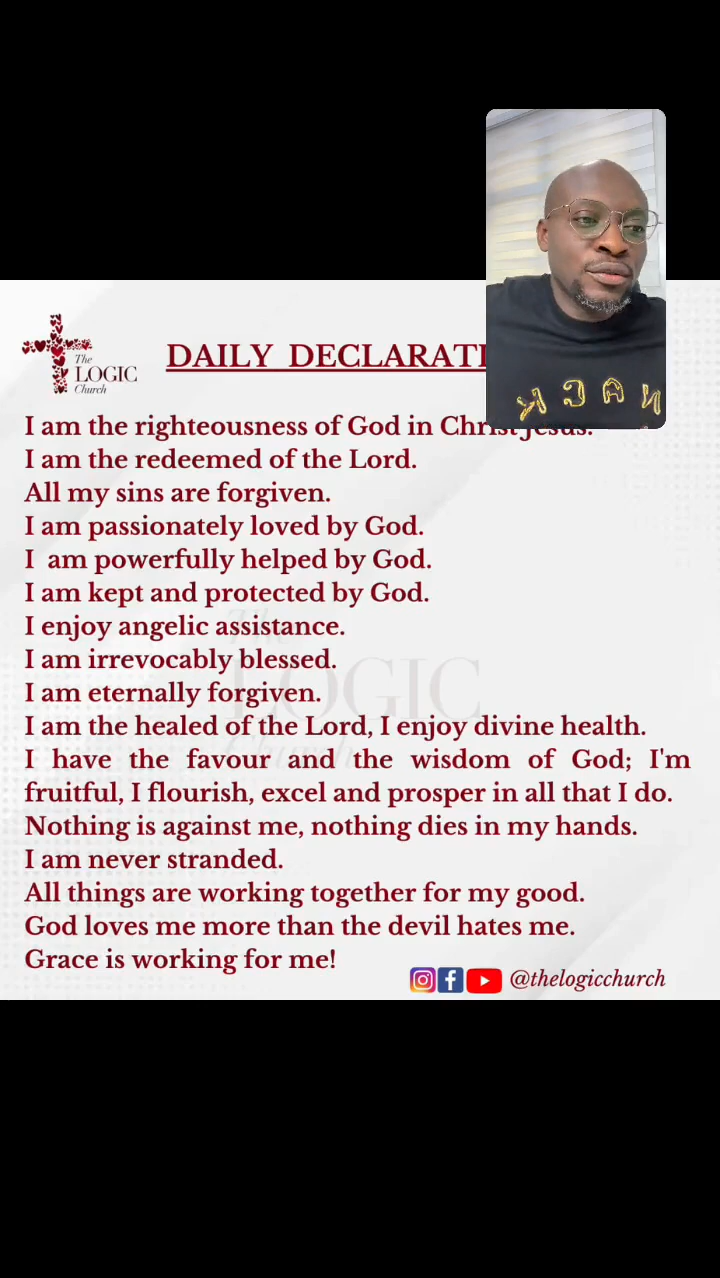 The
LOGIC
Church
DAILY DECLARATI
I am the righteousness of God in Christ Jesus.
I am the redeemed of the Lord.
All my sins are forgiven.
I am passionately loved by God.
I am powerfully helped by God.
I am kept and protected by God.
I enjoy angelic assistance.
I am irrevocably blessed.
I am eternally forgiven.
I am the healed of the Lord, I enjoy divine health.
I have the favour and the wisdom of God; I'm
fruitful, I flourish, excel and prosper in all that I do.
Nothing is against me, nothing dies in my hands.
I am never stranded.
All things are working together for my good.
God loves me more than the devil hates me.
Grace is working for me!
@thelogicchurch
The
LOGIC
Church